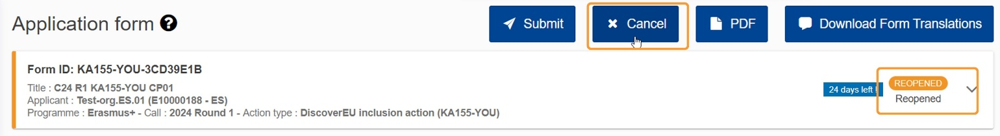 Application form ?
Submit
Cancel
PDF
Download Form Translations
Form ID: KA155-YOU-3CD39E1B
Title : C24 R1 KA155-YOU CP01
Applicant : Test-org.ES.01 (E10000188 - ES)
Programme : Erasmus+ - Call : 2024 Round 1 - Action type : DiscoverEU inclusion action (KA155-YOU)
24 days left !
REOPENED
Reopened